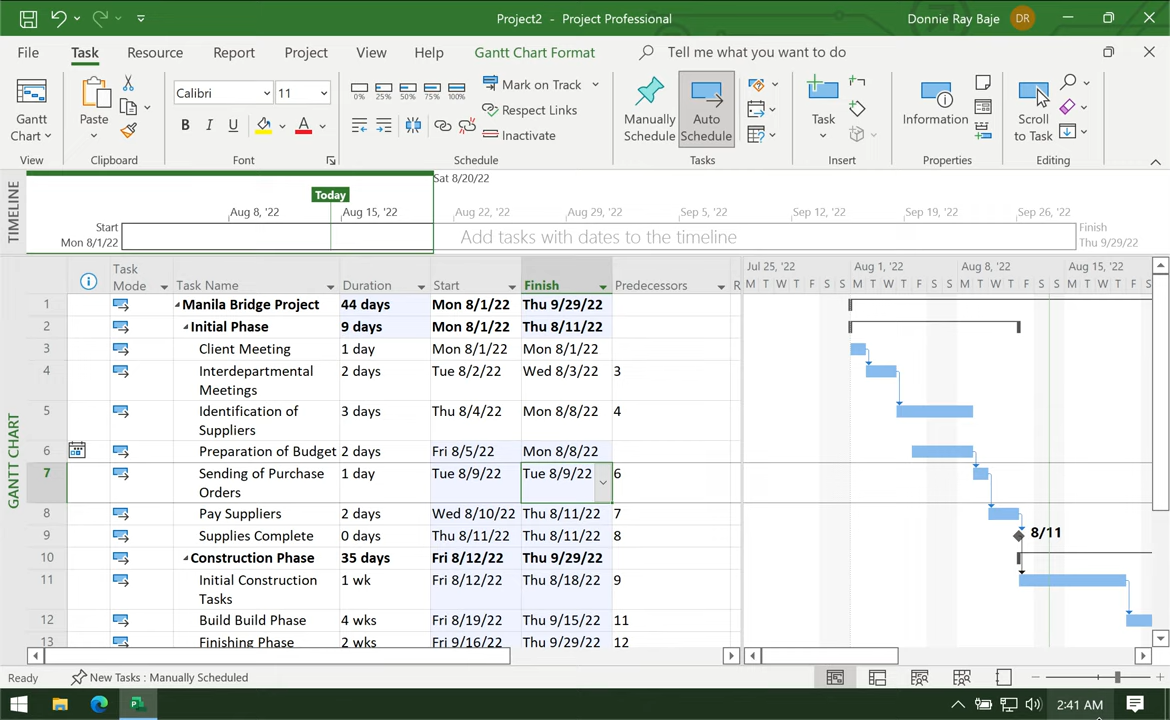 Project2 - Project Professional
Donnie Ray Baje
DR
File Task Resource Report Project View Help Gantt Chart Format Tell me what you want to do
Gantt
Chart
View
Paste
Clipboard
Calibri 11
B I U A
Font
0% 25% 50% 75% 100%
Mark on Track
Respect Links
Inactivate
Schedule
Manually
Schedule
Auto
Schedule
Tasks
Task
Insert
Information
Properties
Scroll
to Task
Editing
TIMELINE
Sat 8/20/22
Today
Aug 8, '22 Aug 15, '22 Aug 22, '22 Aug 29, '22 Sep 5, '22 Sep 12, '22 Sep 19, '22 Sep 26, '22
Start
Mon 8/1/22
Add tasks with dates to the timeline
Finish
Thu 9/29/22
GANTT CHART
Task
Mode Task Name Duration Start Finish Predecessors R
Jul 25, '22 Aug 1, '22 Aug 8, '22 Aug 15, '22
M T W T F S S M T W T F S S M T W T F S S M T W T F S
1 Manila Bridge Project 44 days Mon 8/1/22 Thu 9/29/22
2 Initial Phase 9 days Mon 8/1/22 Thu 8/11/22
3 Client Meeting 1 day Mon 8/1/22 Mon 8/1/22
4 Interdepartmental 2 days Tue 8/2/22 Wed 8/3/22 3
Meetings
5 Identification of 3 days Thu 8/4/22 Mon 8/8/22 4
Suppliers
6 Preparation of Budget 2 days Fri 8/5/22 Mon 8/8/22
7 Sending of Purchase 1 day Tue 8/9/22 Tue 8/9/22 6
Orders
8 Pay Suppliers 2 days Wed 8/10/22 Thu 8/11/22 7
9 Supplies Complete 0 days Thu 8/11/22 Thu 8/11/22 8
8/11
10 Construction Phase 35 days Fri 8/12/22 Thu 9/29/22
11 Initial Construction 1 wk Fri 8/12/22 Thu 8/18/22 9
Tasks
12 Build Build Phase 4 wks Fri 8/19/22 Thu 9/15/22 11
13 Finishing Phase 2 wks Fri 9/16/22 Thu 9/29/22 12
Ready New Tasks : Manually Scheduled
2:41 AM